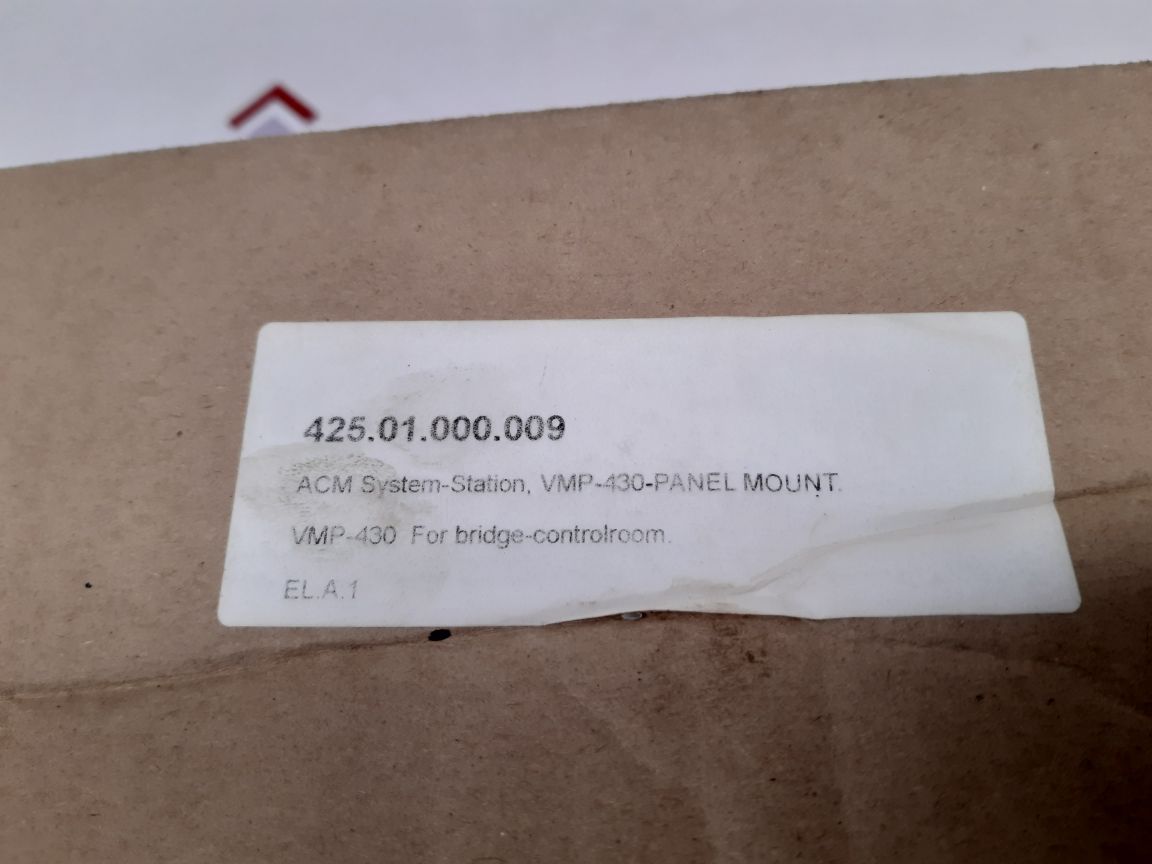 425.01.000.009
ACM System-Station, VMP-430-PANEL MOUNT.
VMP-430 For bridge-controlroom.
EL.A.1